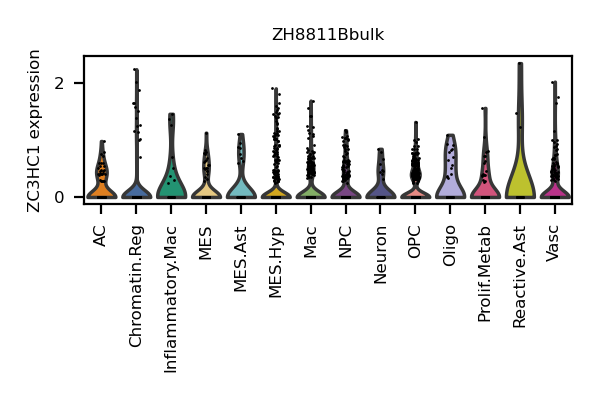 ZH8811Bbulk
ZC3HC1 expression
2
0
AC
Chromatin.Reg
Inflammatory.Mac
MES
MES.Ast
MES.Hyp
Mac
NPC
Neuron
OPC
Oligo
Prolif.Metab
Reactive.Ast
Vasc